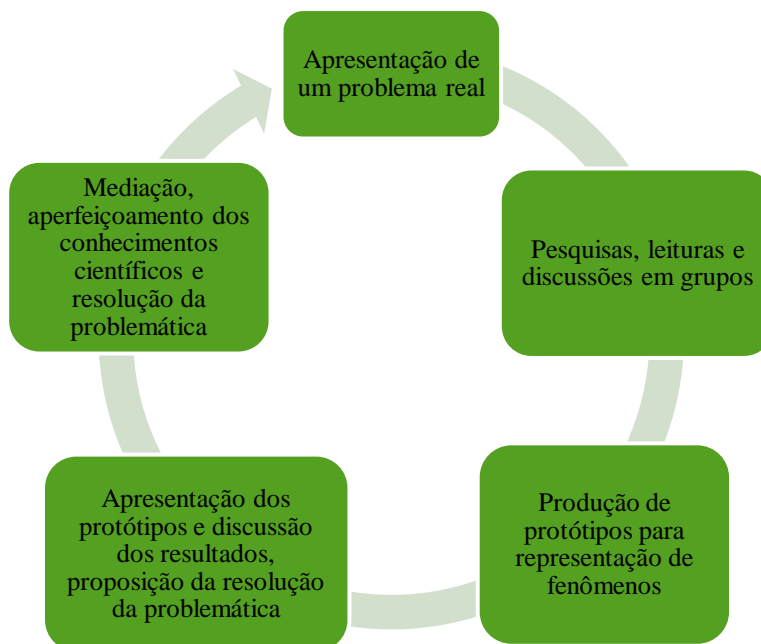 Apresentação de
um problema real
Pesquisas, leituras e
discussões em grupos
Produção de
protótipos para
representação de
fenômenos
Apresentação dos
protótipos e discussão
dos resultados,
proposição da resolução
da problemática
Mediação,
aperfeiçoamento dos
conhecimentos
científicos e
resolução da
problemática